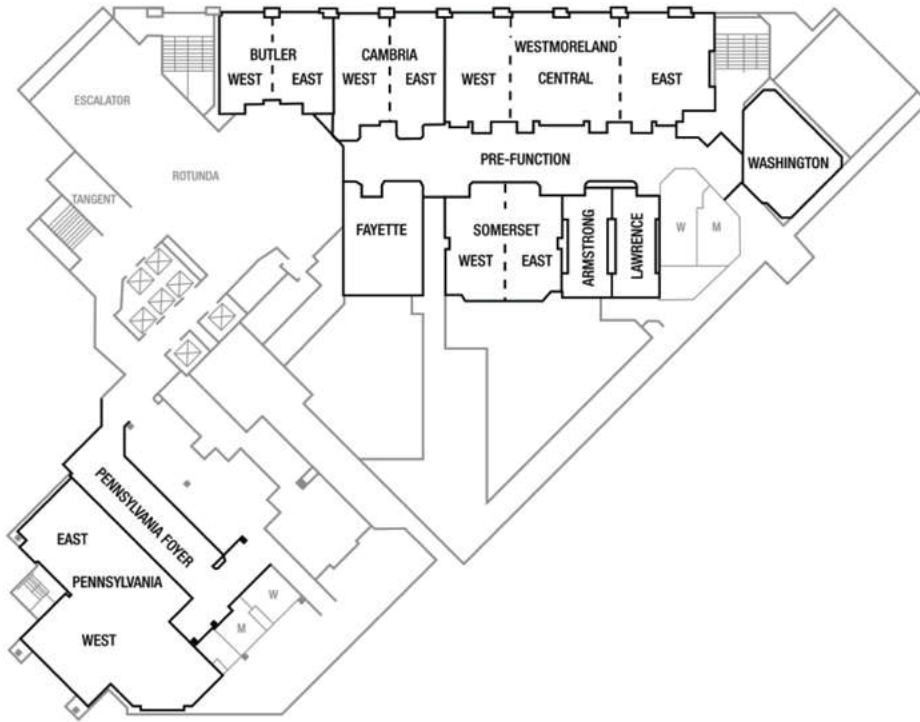 BUTLER
WEST
EAST
CAMBRIA
WEST
EAST
WESTMORELAND
WEST
CENTRAL
EAST
ESCALATOR
ROTUNDA
TANGENT
PRE-FUNCTION
WASHINGTON
FAYETTE
SOMERSET
WEST
EAST
ARMSTRONG
LAWRENCE
W
M
PENNSYLVANIA FOYER
EAST
PENNSYLVANIA
WEST
W
M